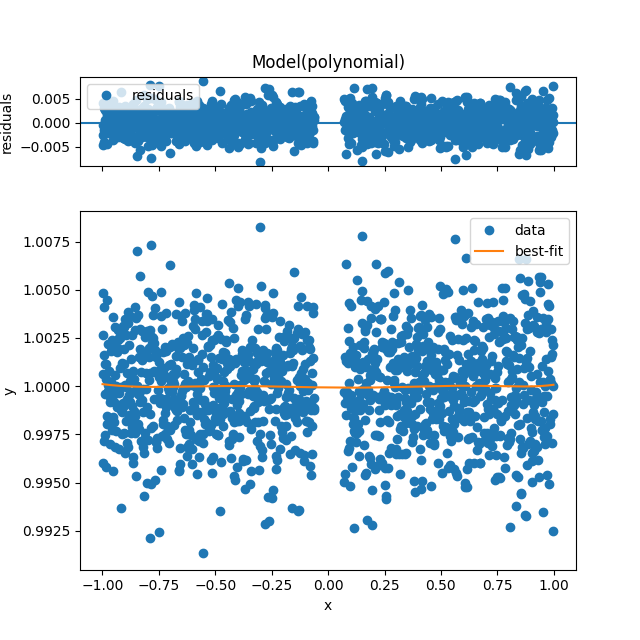 Model(polynomial)
residuals
0.005
0.000
−0.005
residuals
data
best-fit
y
1.0075
1.0050
1.0025
1.0000
0.9975
0.9950
0.9925
−1.00 −0.75 −0.50 −0.25 0.00 0.25 0.50 0.75 1.00
x